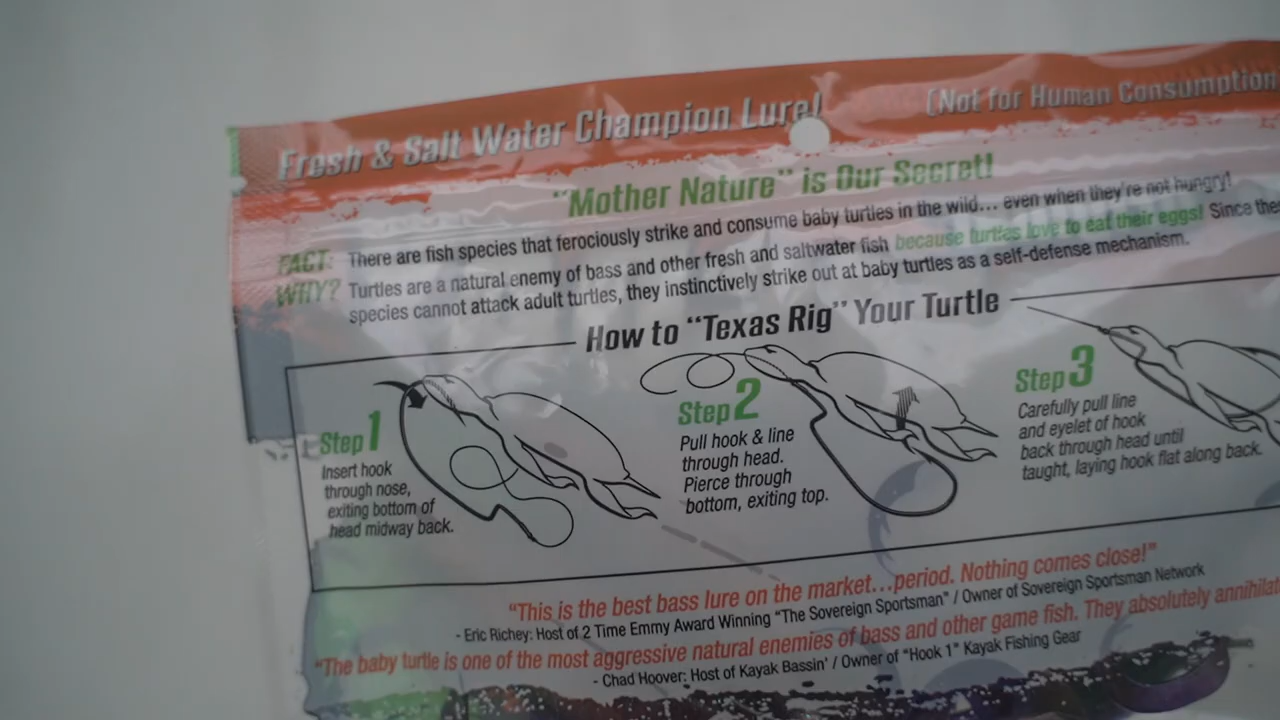 Fresh & Salt Water Champion Lure!
(Not for Human Consumption
"Mother Nature" is Our Secret!
FACT: There are fish species that ferociously strike and consume baby turtles in the wild... even when they're not hungry!
WHY? Turtles are a natural enemy of bass and other fresh and saltwater fish because turtles love to eat their eggs! Since
species cannot attack adult turtles, they instinctively strike out at baby turtles as a self-defense mechanism.
How to "Texas Rig" Your Turtle
Step 1
Insert hook
through nose,
exiting bottom of
head midway back.
Step 2
Pull hook & line
through head.
Pierce through
bottom, exiting top.
Step 3
Carefully pull line
and eyelet of hook
back through head until
taught, laying hook flat along back.
"This is the best bass lure on the market...period. Nothing comes close!"
- Eric Richey: Host of 2 Time Emmy Award Winning "The Sovereign Sportsman" / Owner of Sovereign Sportsman Network
"The baby turtle is one of the most aggressive natural enemies of bass and other game fish. They absolutely
- Chad Hoover: Host of Kayak Bassin' / Owner of "Hook 1" Kayak Fishing Gear